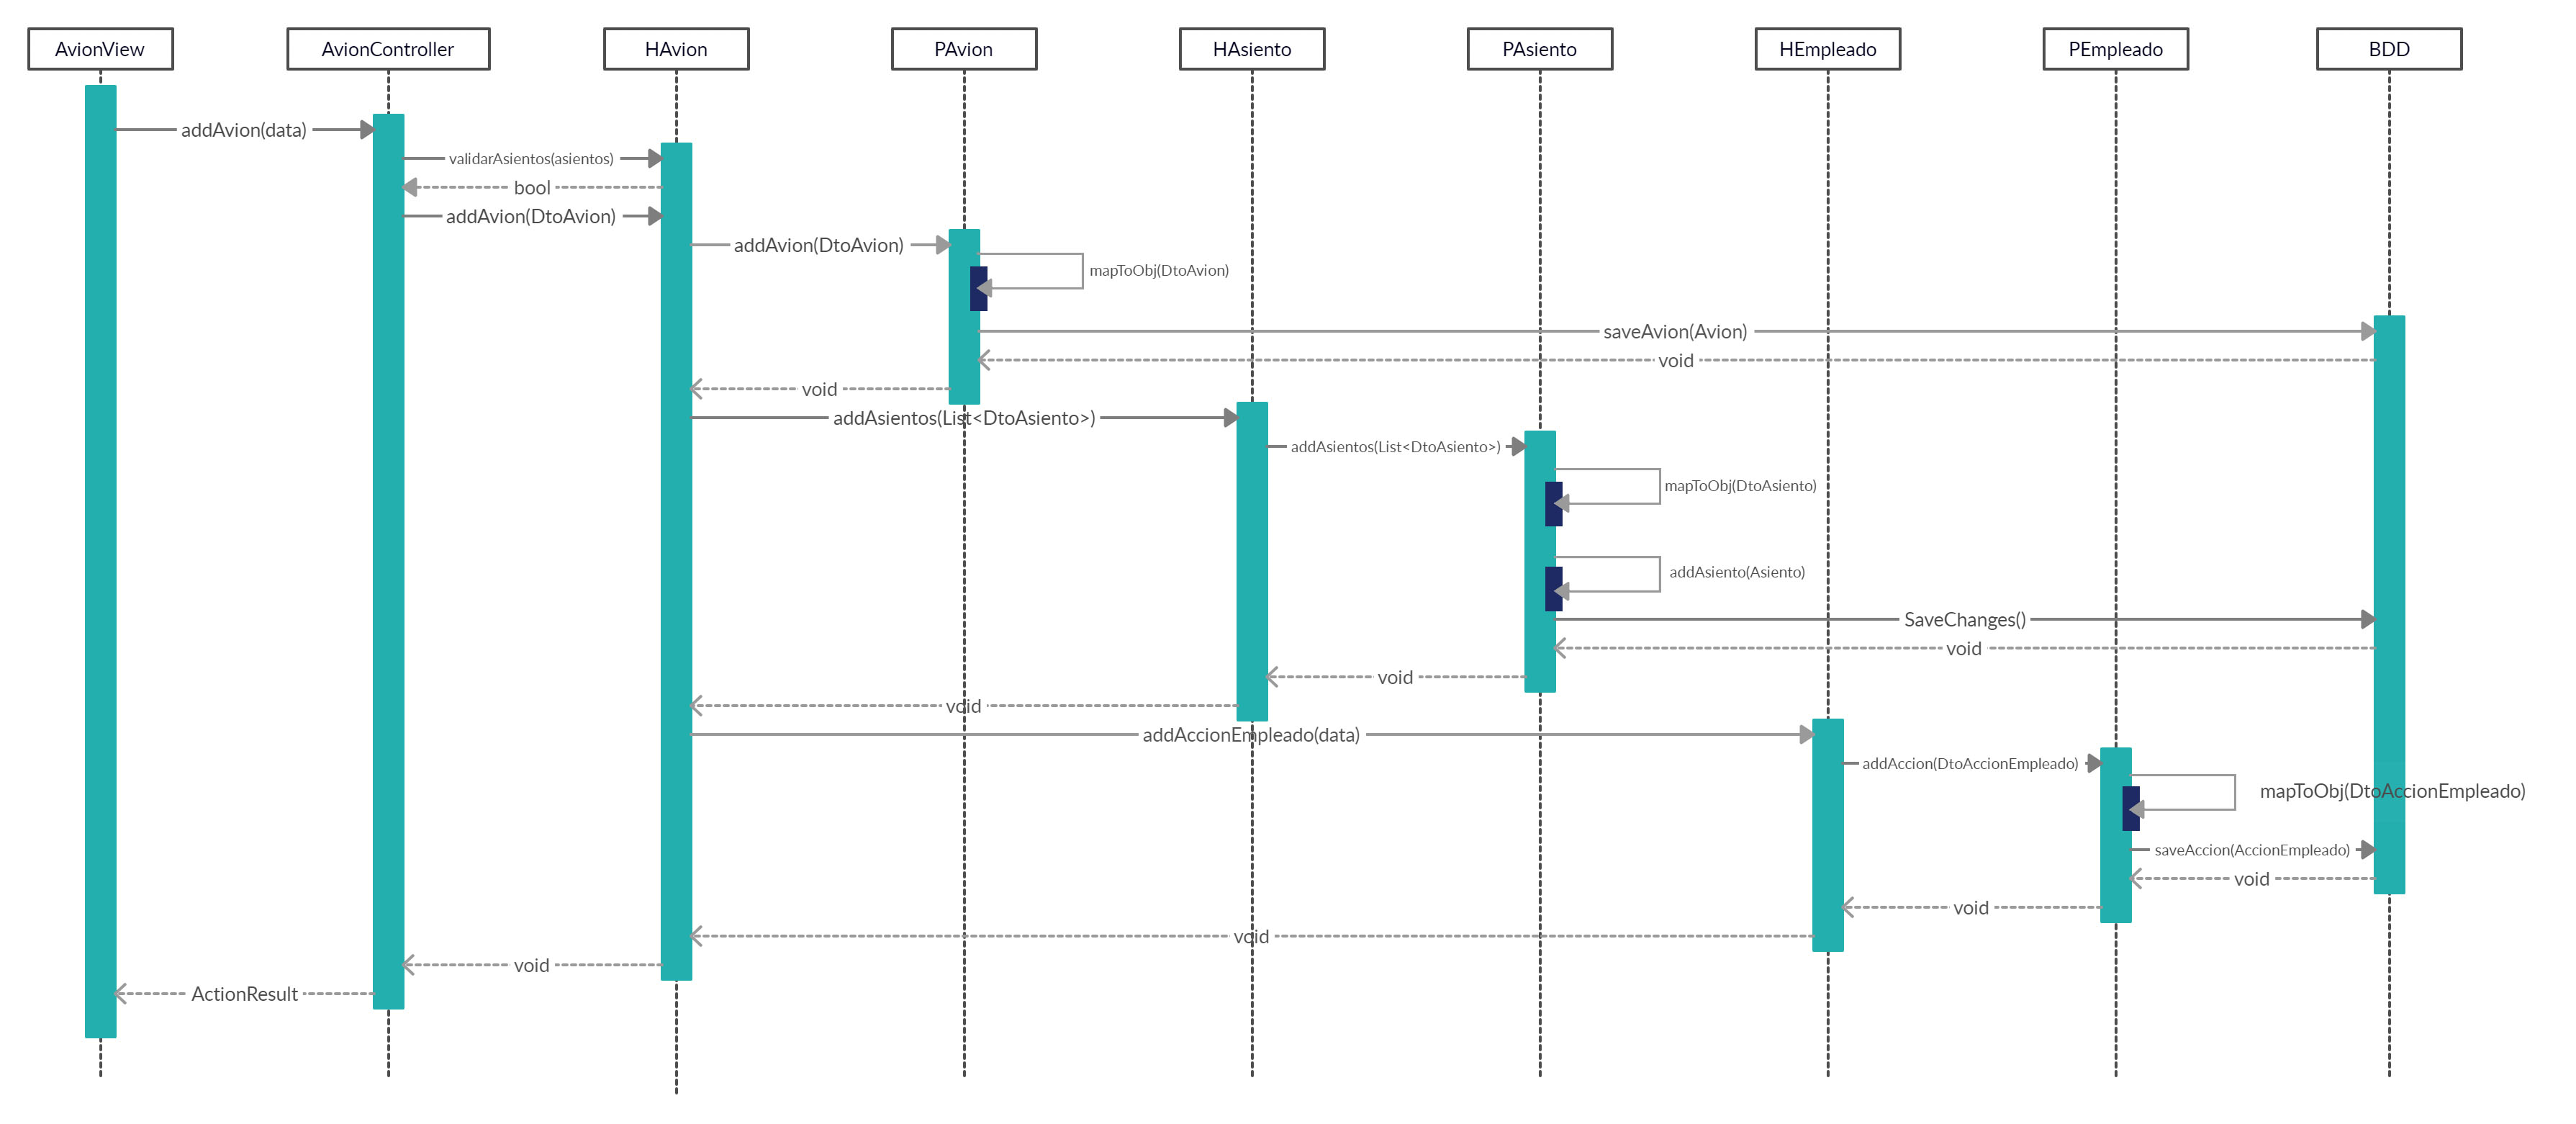 AvionView
AvionController
HAvion
PAvion
HAsiento
PAsiento
HEmpleado
PEmpleado
BDD
addAvion(data)
validarAsientos(asientos)
bool
addAvion(DtoAvion)
addAvion(DtoAvion)
mapToObj(DtoAvion)
saveAvion(Avion)
void
void
addAsientos(List<DtoAsiento>)
addAsientos(List<DtoAsiento>)
mapToObj(DtoAsiento)
addAsiento(Asiento)
SaveChanges()
void
void
void
addAccionEmpleado(data)
addAccion(DtoAccionEmpleado)
mapToObj(DtoAccionEmpleado)
saveAccion(AccionEmpleado)
void
void
void
void
ActionResult